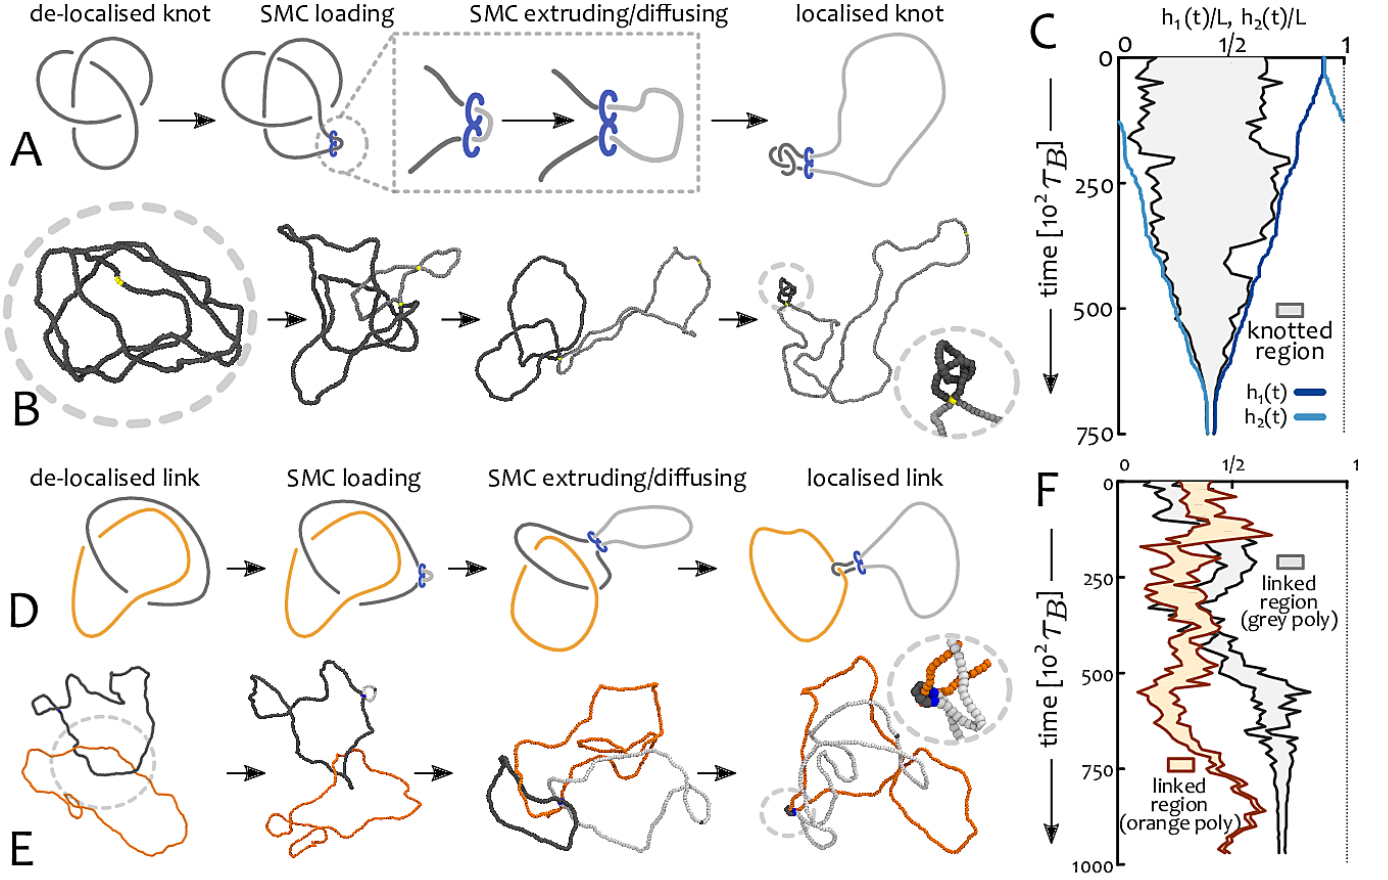 A
de-localised knot
SMC loading
SMC extruding/diffusing
localised knot
B
C
h₁(t)/L, h₂(t)/L
0
1/2
1
0
250
500
750
time [10² τB]
knotted
region
h₁(t)
h₂(t)
D
de-localised link
SMC loading
SMC extruding/diffusing
localised link
E
F
0
1/2
1
0
250
500
750
1000
time [10² τB]
linked
region
(grey poly)
linked
region
(orange poly)